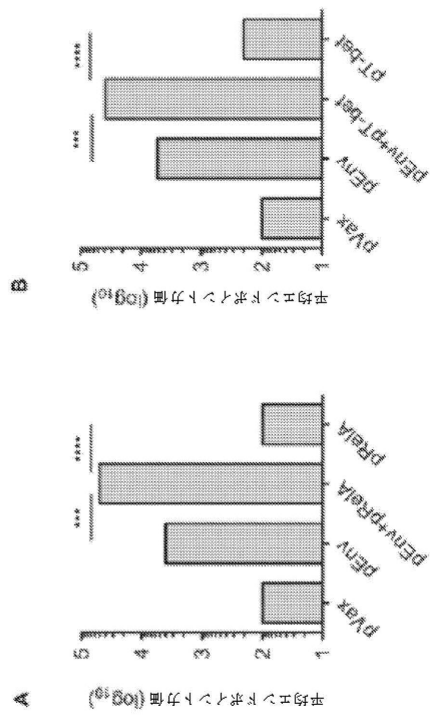 A
平均エンドポイント力価 (log₁₀)
5
4
3
2
1
***
****
pVax
pEnv
pEnv+pRelA
pRelA
B
平均エンドポイント力価 (log₁₀)
5
4
3
2
1
***
****
pVax
pEnv
pEnv+pT-bet
pT-bet